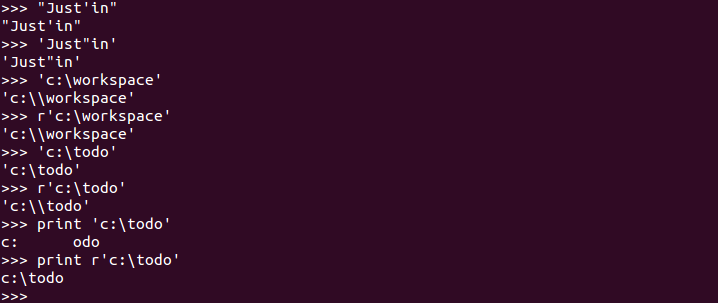 >>> "Just'in"
"Just'in"
>>> 'Just"in'
'Just"in'
>>> 'c:\workspace'
'c:\\workspace'
>>> r'c:\workspace'
'c:\\workspace'
>>> 'c:\todo'
'c:\todo'
>>> r'c:\todo'
'c:\\todo'
>>> print 'c:\todo'
c:      odo
>>> print r'c:\todo'
c:\todo
>>>